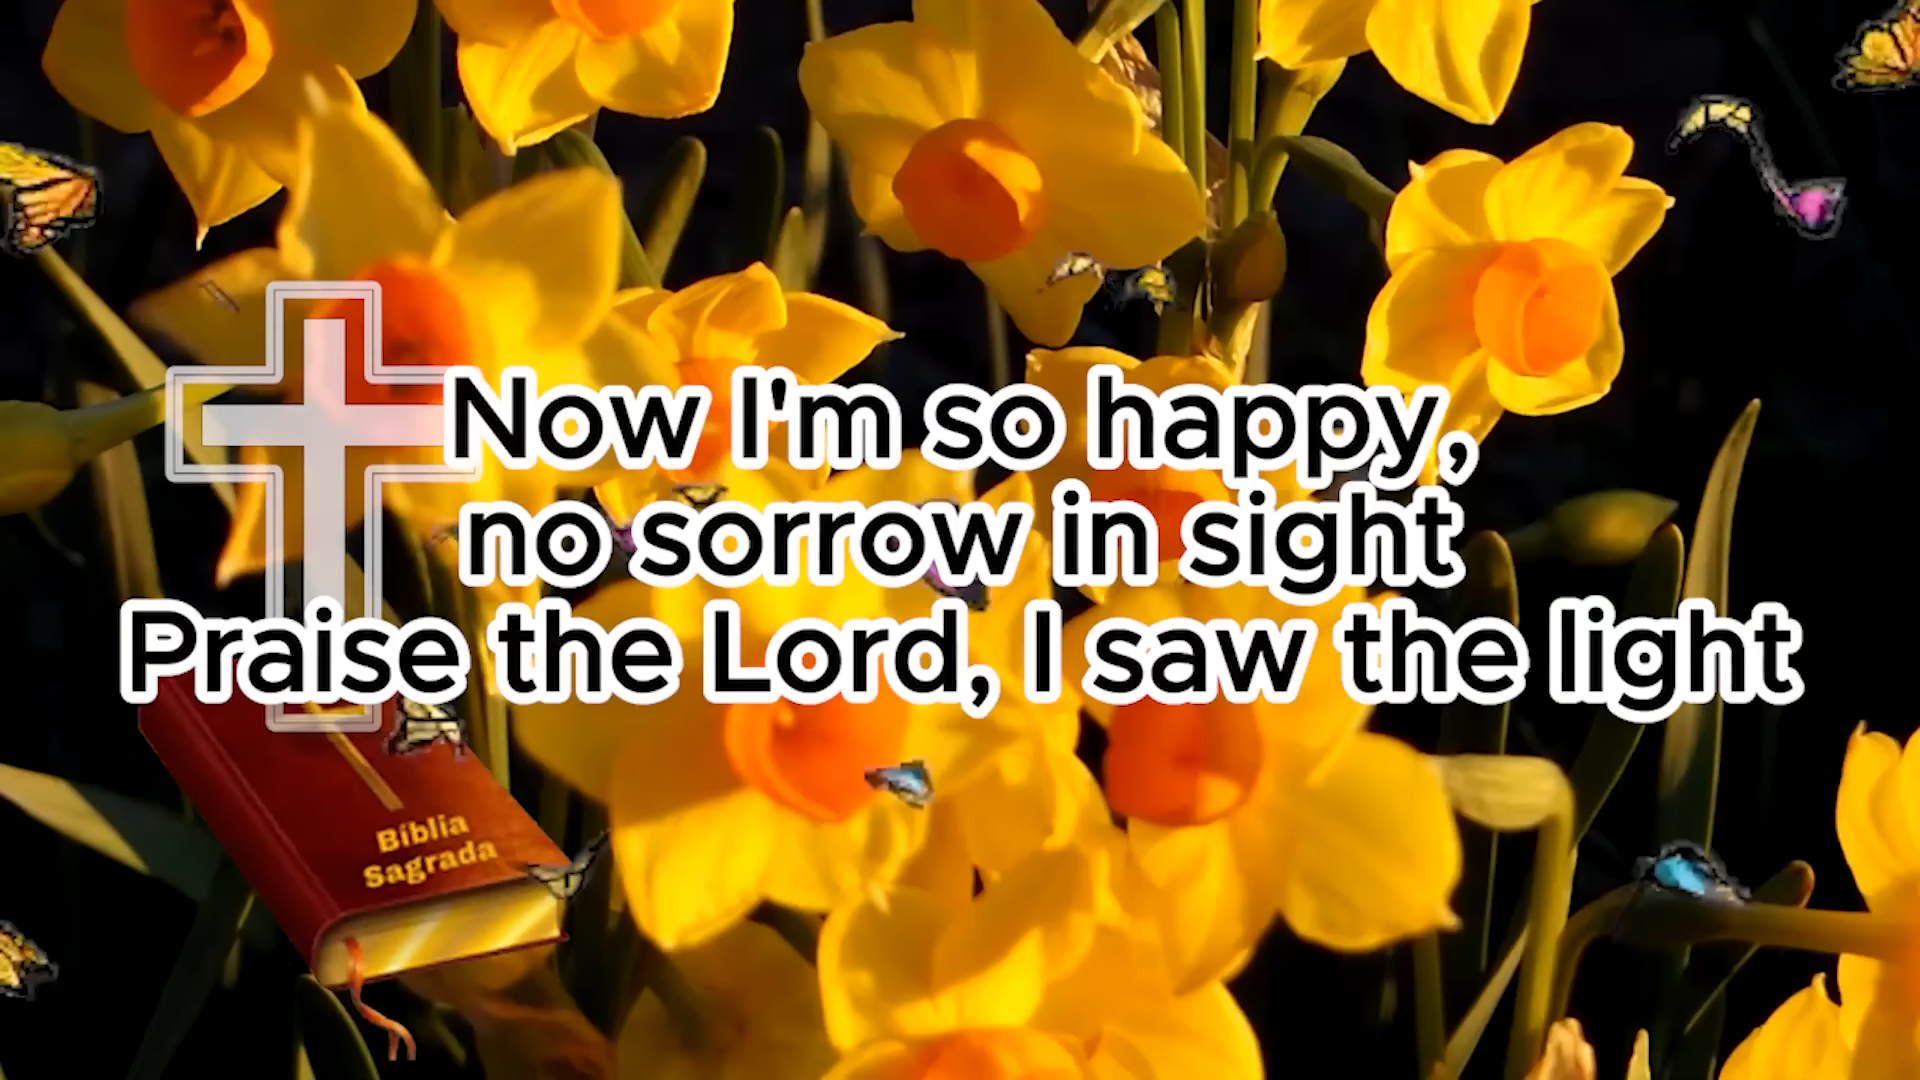 Now I'm so happy,
no sorrow in sight
Praise the Lord, I saw the light
Bíblia
Sagrada